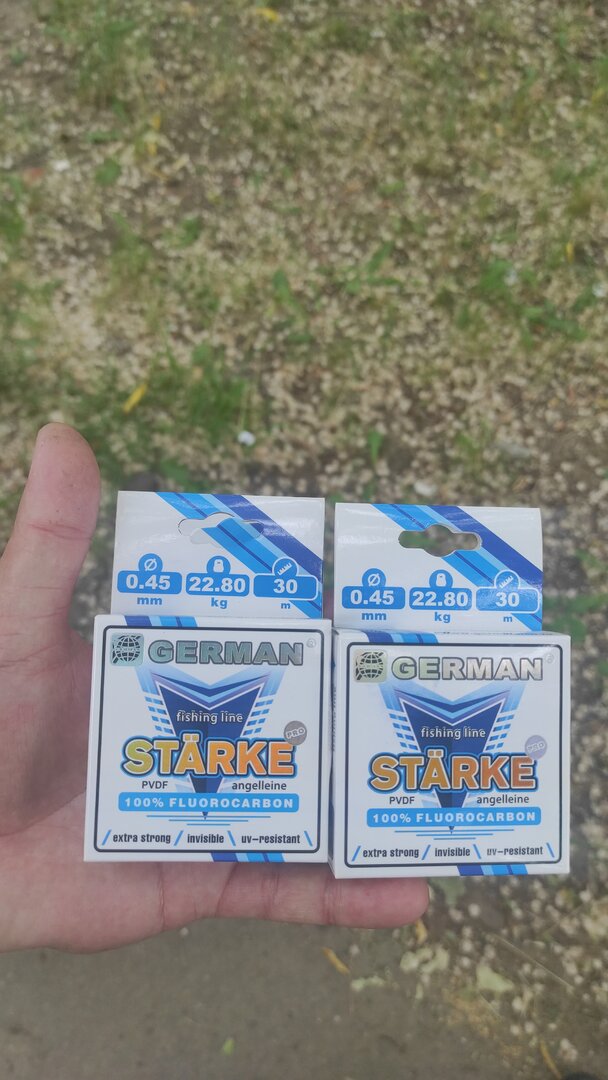 0.45 22.80 30
mm kg m
GERMAN®
fishing line
PRO
STÄRKE
PVDF angelleine
100% FLUOROCARBON
extra strong / invisible \ uv-resistant \
0.45 22.80 30
mm kg m
GERMAN®
fishing line
PRO
STÄRKE
PVDF angelleine
100% FLUOROCARBON
/ extra strong / invisible \ uv-resistant \